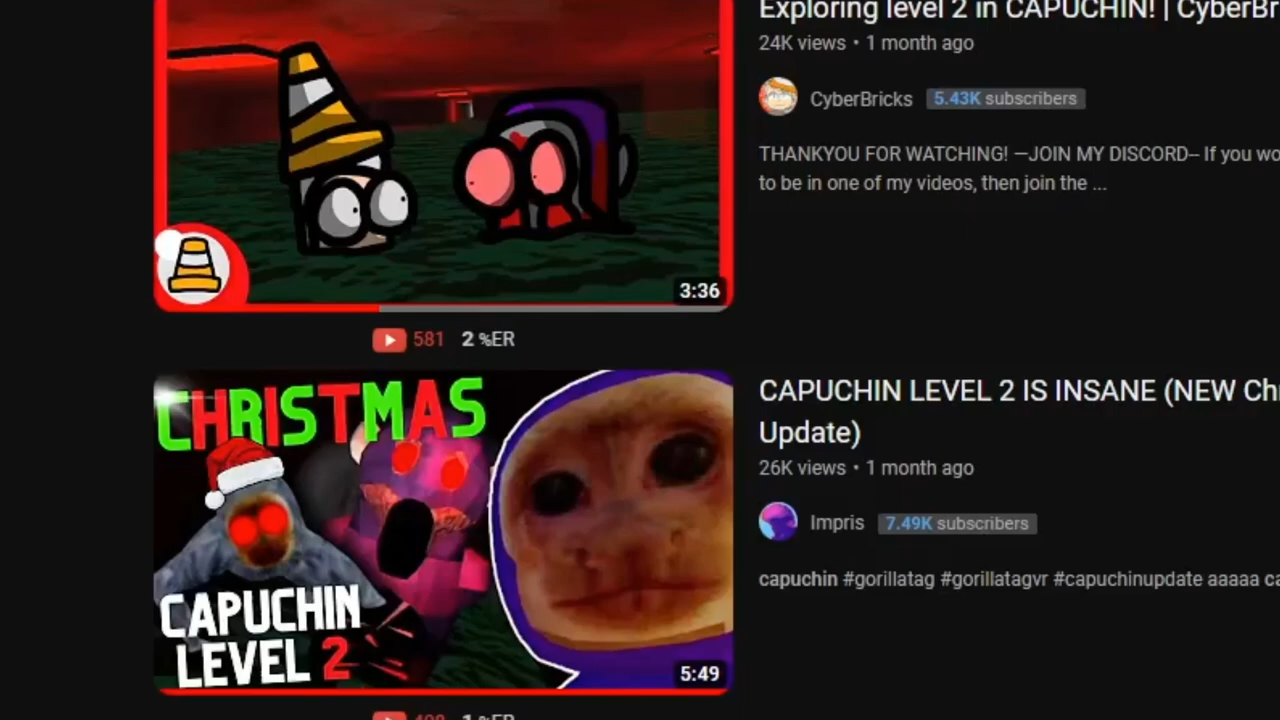 Exploring level 2 in CAPUCHIN! | CyberBr
24K views • 1 month ago
CyberBricks 5.43K subscribers
THANKYOU FOR WATCHING! —JOIN MY DISCORD-- If you wo
to be in one of my videos, then join the ...
3:36
581 2 %ER
CHRISTMAS
CAPUCHIN
LEVEL 2
5:49
CAPUCHIN LEVEL 2 IS INSANE (NEW Ch
Update)
26K views • 1 month ago
Impris 7.49K subscribers
capuchin #gorillatag #gorillatagvr #capuchinupdate aaaaa ca